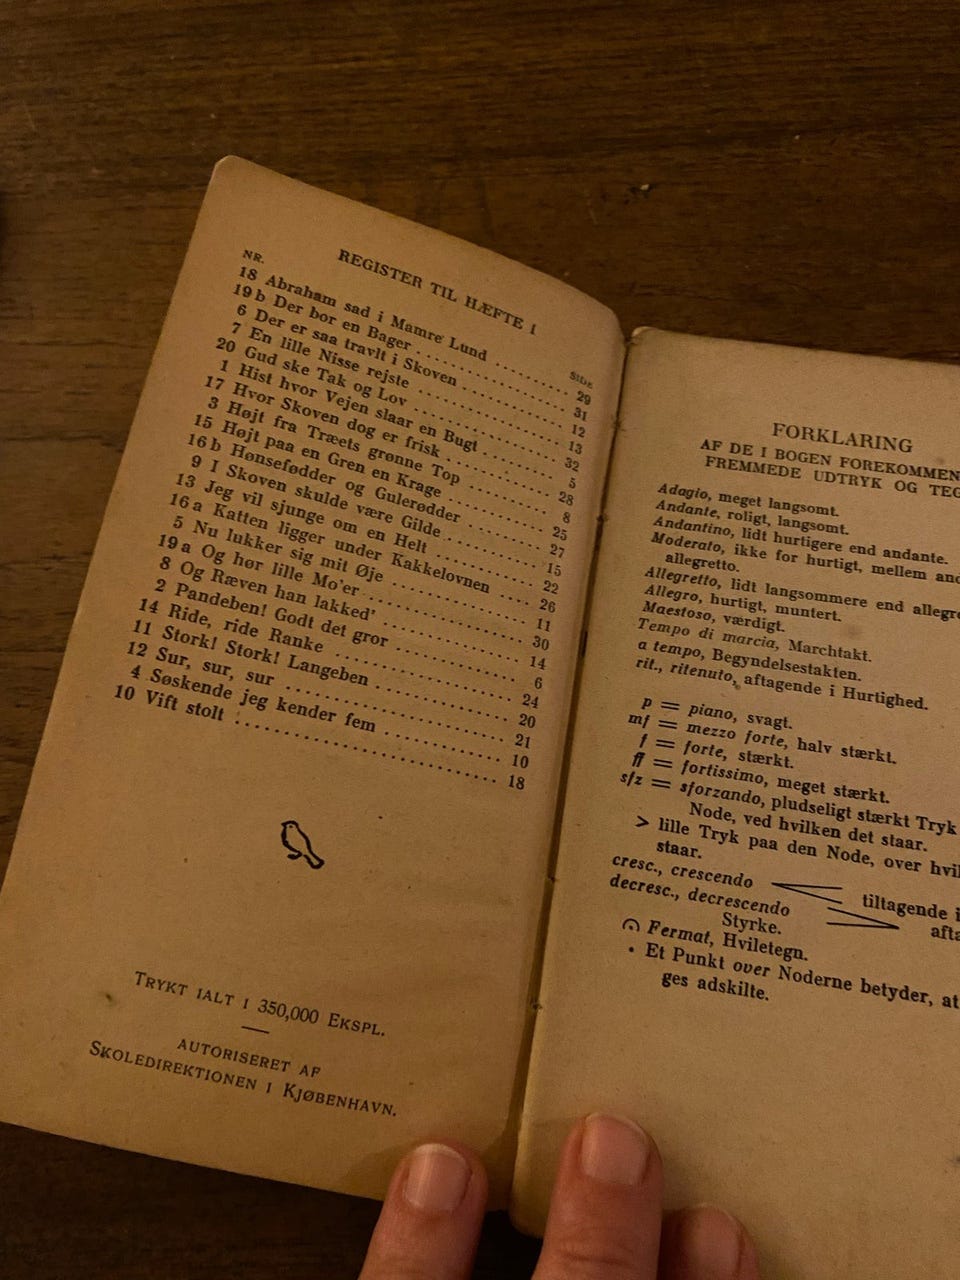 REGISTER TIL HÆFTE I
NR. SIDE
18 Abraham sad i Mamre Lund .......... 29
19 b Der bor en Bager .......... 31
6 Der er saa travlt i Skoven .......... 12
7 En lille Nisse rejste .......... 13
20 Gud ske Tak og Lov .......... 32
1 Hist hvor Vejen slaar en Bugt .......... 5
17 Hvor Skoven dog er frisk .......... 28
3 Højt fra Træets grønne Top .......... 8
15 Højt paa en Gren en Krage .......... 25
16 b Hønsefødder og Gulerødder .......... 27
9 I Skoven skulde være Gilde .......... 15
13 Jeg vil sjunge om en Helt .......... 22
16 a Katten ligger under Kakkelovnen .... 26
5 Nu lukker sig mit Øje .......... 11
19 a Og hør lille Mo'er .......... 30
8 Og Ræven han lakked' .......... 14
2 Pandeben! Godt det gror .......... 6
14 Ride, ride Ranke .......... 24
11 Stork! Stork! Langeben .......... 20
12 Sur, sur, sur .......... 21
4 Søskende jeg kender fem .......... 10
10 Vift stolt .......... 18
TRYKT IALT I 350,000 EKSPL.
AUTORISERET AF
SKOLEDIREKTIONEN I KJØBENHAVN.
FORKLARING
AF DE I BOGEN FOREKOMMEN
FREMMEDE UDTRYK OG TEG
Adagio, meget langsomt.
Andante, roligt, langsomt.
Andantino, lidt hurtigere end andante.
Moderato, ikke for hurtigt, mellem and
allegretto.
Allegretto, lidt langsommere end allegr
Allegro, hurtigt, muntert.
Maestoso, værdigt.
Tempo di marcia, Marchtakt.
a tempo, Begyndelsestakten.
rit., ritenuto, aftagende i Hurtighed.
p = piano, svagt.
mf = mezzo forte, halv stærkt.
f = forte, stærkt.
ff = fortissimo, meget stærkt.
sfz = sforzando, pludseligt stærkt Tryk
Node, ved hvilken det staar.
> lille Tryk paa den Node, over hvil
staar.
cresc., crescendo tiltagende i
decresc., decrescendo afta
Styrke.
Fermat, Hviletegn.
· Et Punkt over Noderne betyder, at
ges adskilte.